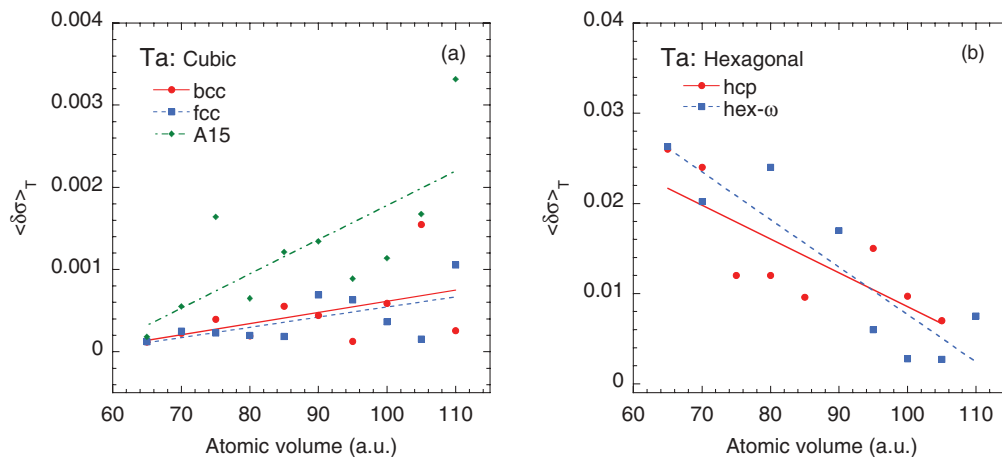 0.004
0.003
0.002
0.001
0
60 70 80 90 100 110
Atomic volume (a.u.)
<δσ>T
Ta: Cubic
(a)
bcc
fcc
A15
0.04
0.03
0.02
0.01
0
60 70 80 90 100 110
Atomic volume (a.u.)
<δσ>T
Ta: Hexagonal
(b)
hcp
hex-ω